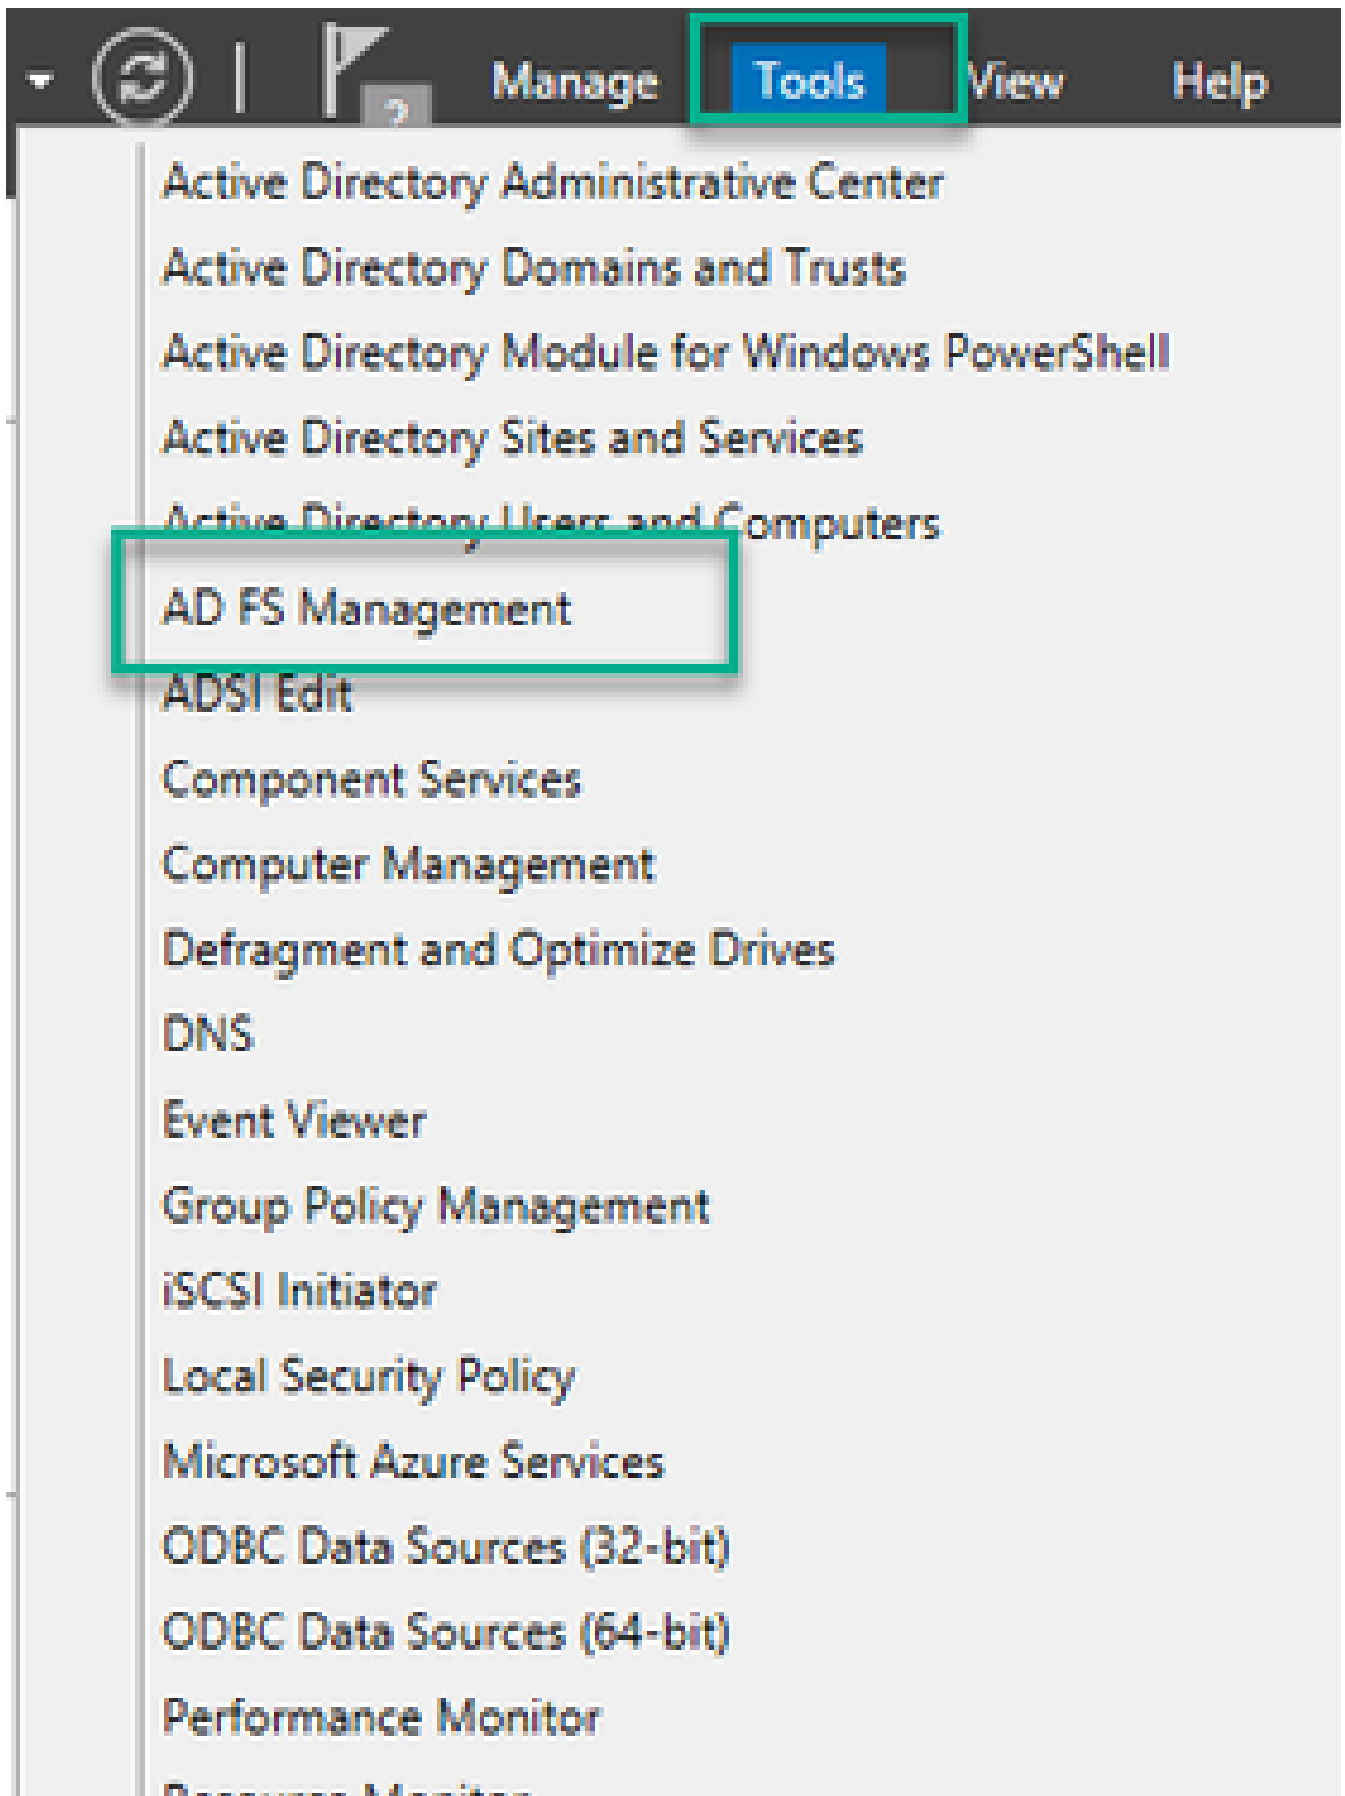 Manage Tools View Help
Active Directory Administrative Center
Active Directory Domains and Trusts
Active Directory Module for Windows PowerShell
Active Directory Sites and Services
Active Directory Users and Computers
AD FS Management
ADSI Edit
Component Services
Computer Management
Defragment and Optimize Drives
DNS
Event Viewer
Group Policy Management
iSCSI Initiator
Local Security Policy
Microsoft Azure Services
ODBC Data Sources (32-bit)
ODBC Data Sources (64-bit)
Performance Monitor